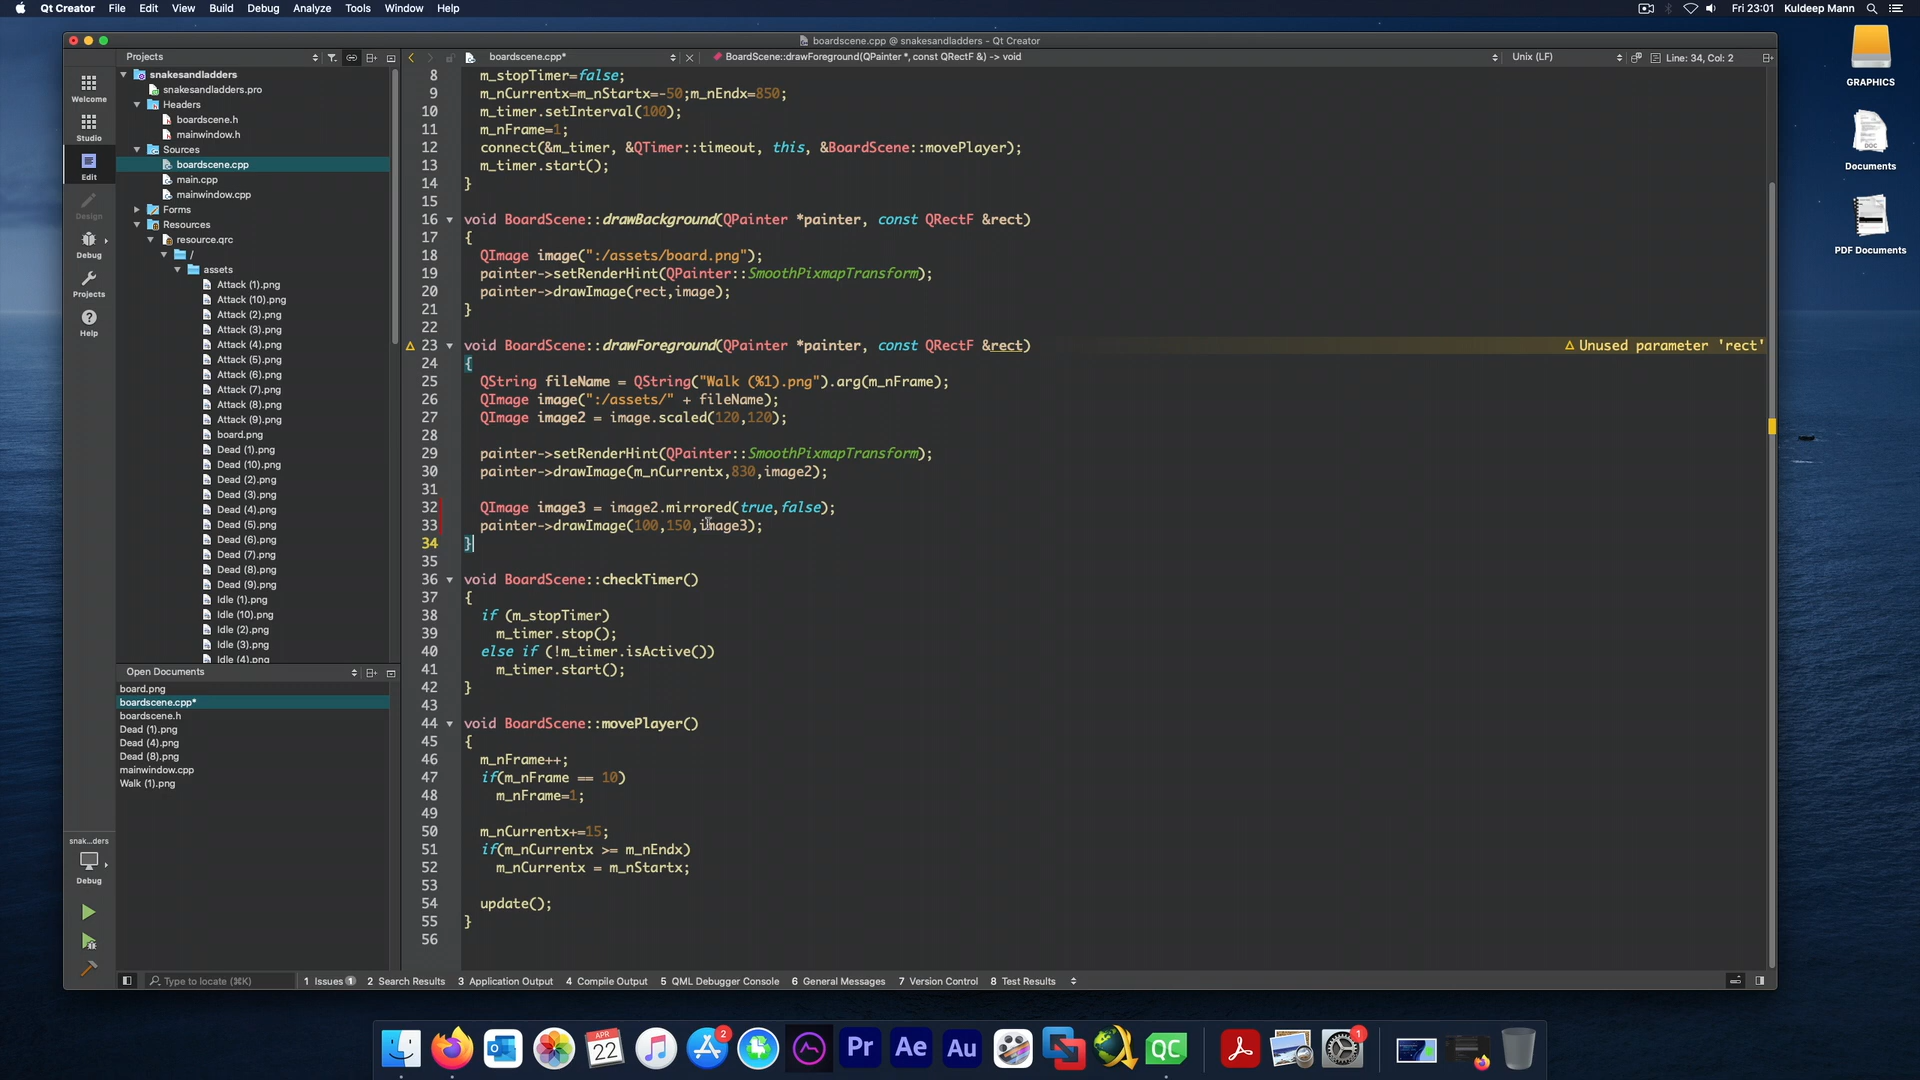 Qt Creator File Edit View Build Debug Analyze Tools Window Help Fri 23:01 Kuldeep Mann
boardscene.cpp @ snakesandladders - Qt Creator
Projects boardscene.cpp* BoardScene::drawForeground(QPainter *, const QRectF &) -> void Unix (LF) Line: 34, Col: 2
Welcome
Studio
Edit
Design
Debug
Projects
Help
snakesandladders
snakesandladders.pro
Headers
boardscene.h
mainwindow.h
Sources
boardscene.cpp
main.cpp
mainwindow.cpp
Forms
Resources
resource.qrc
/
assets
Attack (1).png
Attack (10).png
Attack (2).png
Attack (3).png
Attack (4).png
Attack (5).png
Attack (6).png
Attack (7).png
Attack (8).png
Attack (9).png
board.png
Dead (1).png
Dead (10).png
Dead (2).png
Dead (3).png
Dead (4).png
Dead (5).png
Dead (6).png
Dead (7).png
Dead (8).png
Dead (9).png
Idle (1).png
Idle (10).png
Idle (2).png
Idle (3).png
Idle (4).png
Open Documents
board.png
boardscene.cpp*
boardscene.h
Dead (1).png
Dead (4).png
Dead (8).png
mainwindow.cpp
Walk (1).png
snak...ders
Debug
8 m_stopTimer=false;
9 m_nCurrentx=m_nStartx=-50;m_nEndx=850;
10 m_timer.setInterval(100);
11 m_nFrame=1;
12 connect(&m_timer, &QTimer::timeout, this, &BoardScene::movePlayer);
13 m_timer.start();
14 }
15
16 void BoardScene::drawBackground(QPainter *painter, const QRectF &rect)
17 {
18 QImage image(":/assets/board.png");
19 painter->setRenderHint(QPainter::SmoothPixmapTransform);
20 painter->drawImage(rect,image);
21 }
22
23 void BoardScene::drawForeground(QPainter *painter, const QRectF &rect) Unused parameter 'rect'
24 {
25 QString fileName = QString("Walk (%1).png").arg(m_nFrame);
26 QImage image(":/assets/" + fileName);
27 QImage image2 = image.scaled(120,120);
28
29 painter->setRenderHint(QPainter::SmoothPixmapTransform);
30 painter->drawImage(m_nCurrentx,830,image2);
31
32 QImage image3 = image2.mirrored(true,false);
33 painter->drawImage(100,150,image3);
34 }
35
36 void BoardScene::checkTimer()
37 {
38 if (m_stopTimer)
39 m_timer.stop();
40 else if (!m_timer.isActive())
41 m_timer.start();
42 }
43
44 void BoardScene::movePlayer()
45 {
46 m_nFrame++;
47 if(m_nFrame == 10)
48 m_nFrame=1;
49
50 m_nCurrentx+=15;
51 if(m_nCurrentx >= m_nEndx)
52 m_nCurrentx = m_nStartx;
53
54 update();
55 }
56
Type to locate (⌘K) 1 Issues 1 2 Search Results 3 Application Output 4 Compile Output 5 QML Debugger Console 6 General Messages 7 Version Control 8 Test Results
GRAPHICS
DOC
Documents
PDF Documents
APR
22
2
Pr
Ae
Au
QC
1